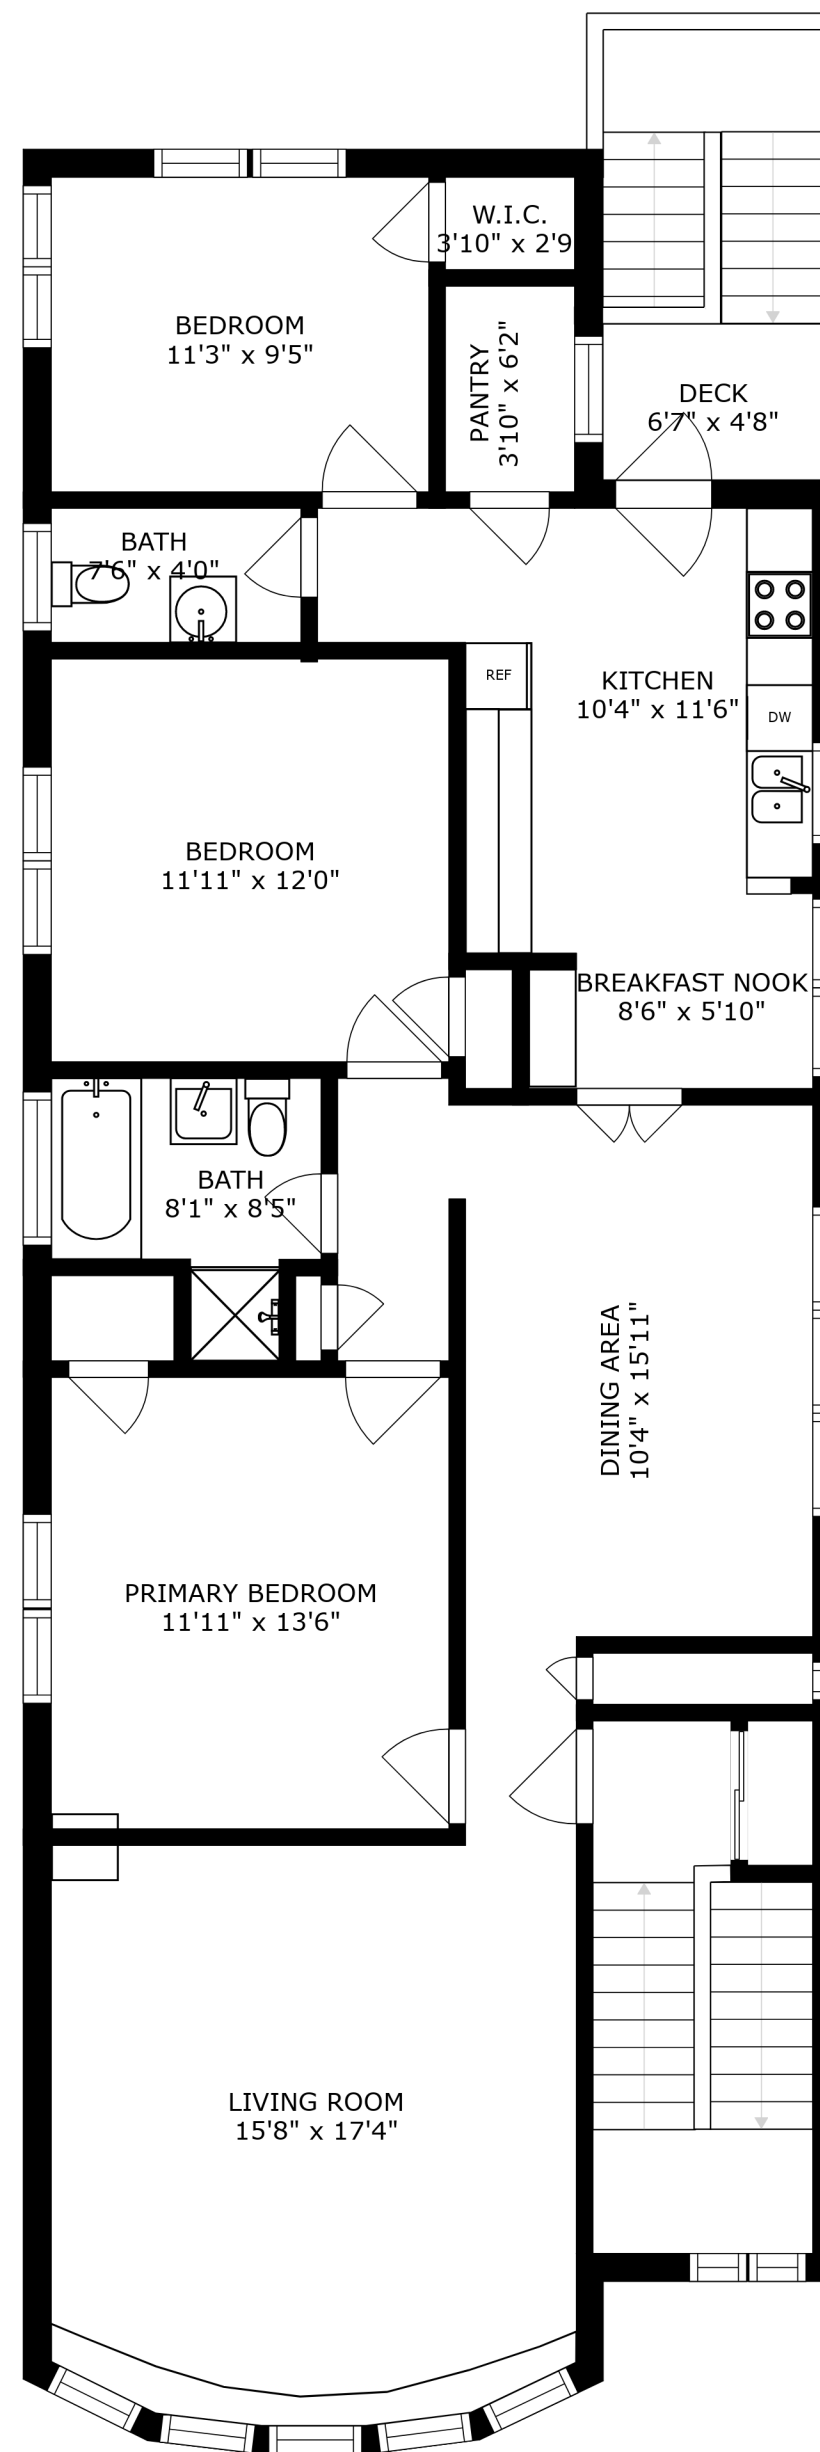 W.I.C.
3'10" x 2'9
BEDROOM
11'3" x 9'5"
PANTRY
3'10" x 6'2"
DECK
6'7" x 4'8"
BATH
7'6" x 4'0"
REF
KITCHEN
10'4" x 11'6"
DW
BEDROOM
11'11" x 12'0"
BREAKFAST NOOK
8'6" x 5'10"
BATH
8'1" x 8'5"
DINING AREA
10'4" x 15'11"
PRIMARY BEDROOM
11'11" x 13'6"
LIVING ROOM
15'8" x 17'4"